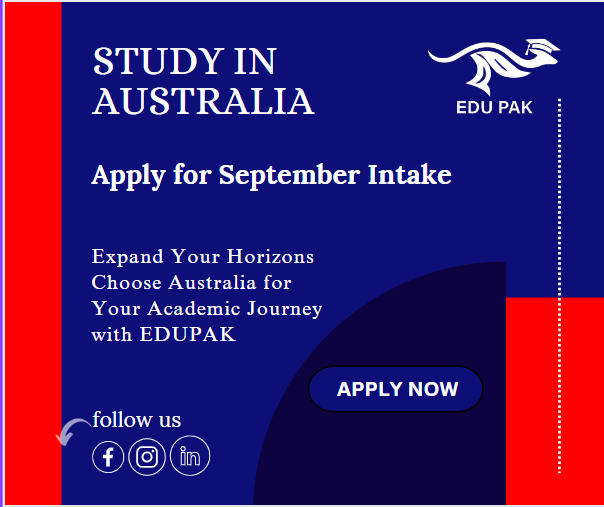 STUDY IN
AUSTRALIA
EDU PAK
Apply for September Intake
Expand Your Horizons
Choose Australia for
Your Academic Journey
with EDUPAK
APPLY NOW
follow us
f
in